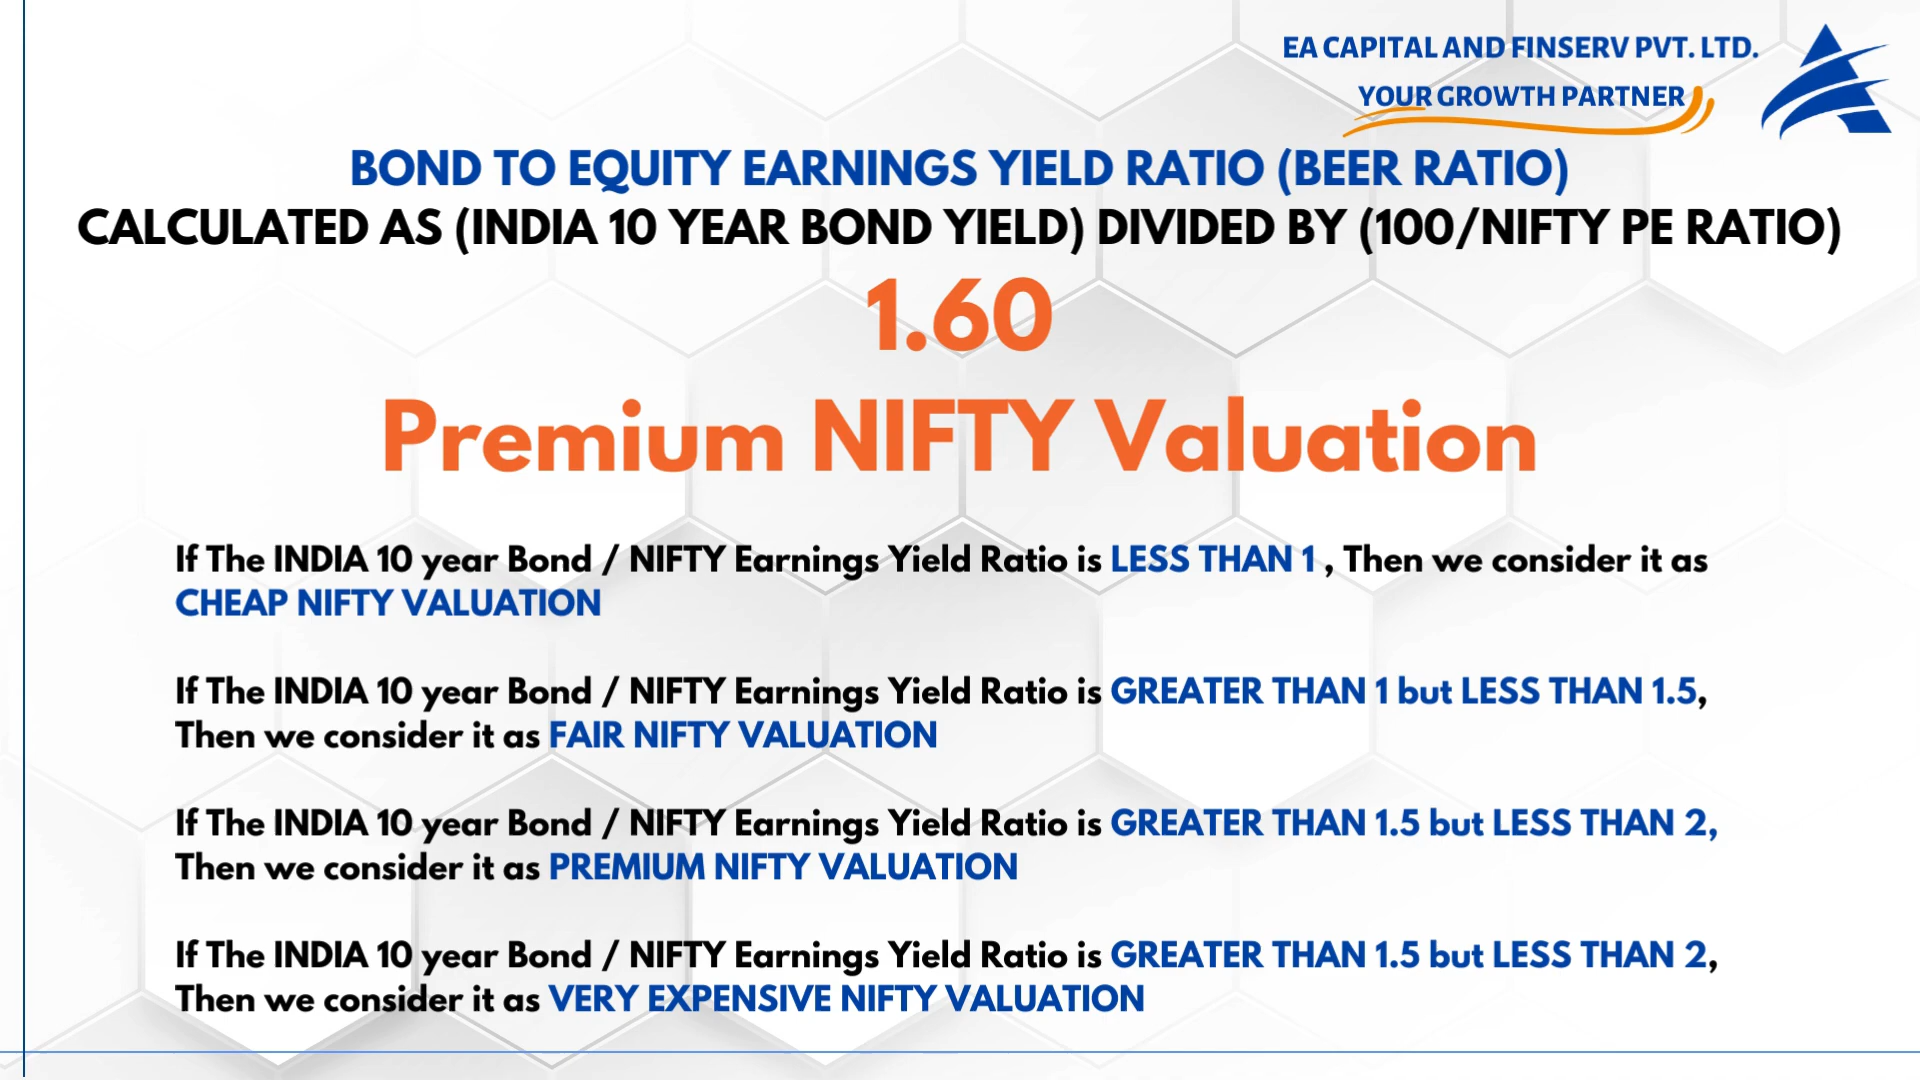 EA CAPITAL AND FINSERV PVT. LTD.
YOUR GROWTH PARTNER
BOND TO EQUITY EARNINGS YIELD RATIO (BEER RATIO)
CALCULATED AS (INDIA 10 YEAR BOND YIELD) DIVIDED BY (100/NIFTY PE RATIO)
1.60
Premium NIFTY Valuation
If The INDIA 10 year Bond / NIFTY Earnings Yield Ratio is LESS THAN 1 , Then we consider it as
CHEAP NIFTY VALUATION
If The INDIA 10 year Bond / NIFTY Earnings Yield Ratio is GREATER THAN 1 but LESS THAN 1.5,
Then we consider it as FAIR NIFTY VALUATION
If The INDIA 10 year Bond / NIFTY Earnings Yield Ratio is GREATER THAN 1.5 but LESS THAN 2,
Then we consider it as PREMIUM NIFTY VALUATION
If The INDIA 10 year Bond / NIFTY Earnings Yield Ratio is GREATER THAN 1.5 but LESS THAN 2,
Then we consider it as VERY EXPENSIVE NIFTY VALUATION